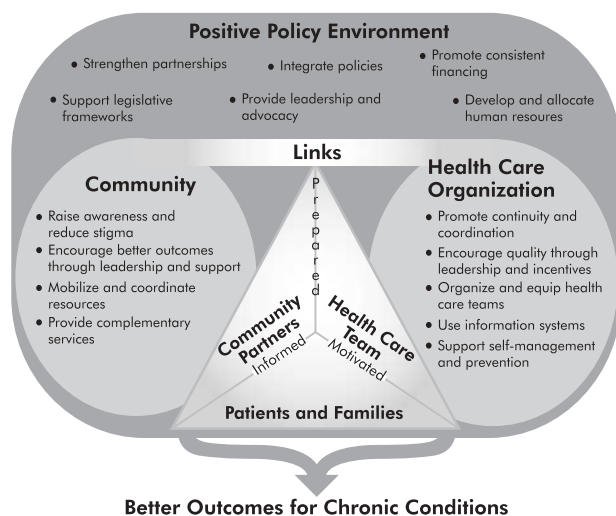 Positive Policy Environment
• Strengthen partnerships
• Integrate policies
• Promote consistent
financing
• Support legislative
frameworks
• Provide leadership and
advocacy
• Develop and allocate
human resoures
Links
Community
• Raise awareness and
reduce stigma
• Encourage better outcomes
through leadership and support
• Mobilize and coordinate
resources
• Provide complementary
services
Health Care
Organization
• Promote continuity and
coordination
• Encourage quality through
leadership and incentives
• Organize and equip health
care teams
• Use information systems
• Support self-management
and prevention
Prepared
Community
Partners
Informed
Health Care
Team
Motivated
Patients and Families
Better Outcomes for Chronic Conditions